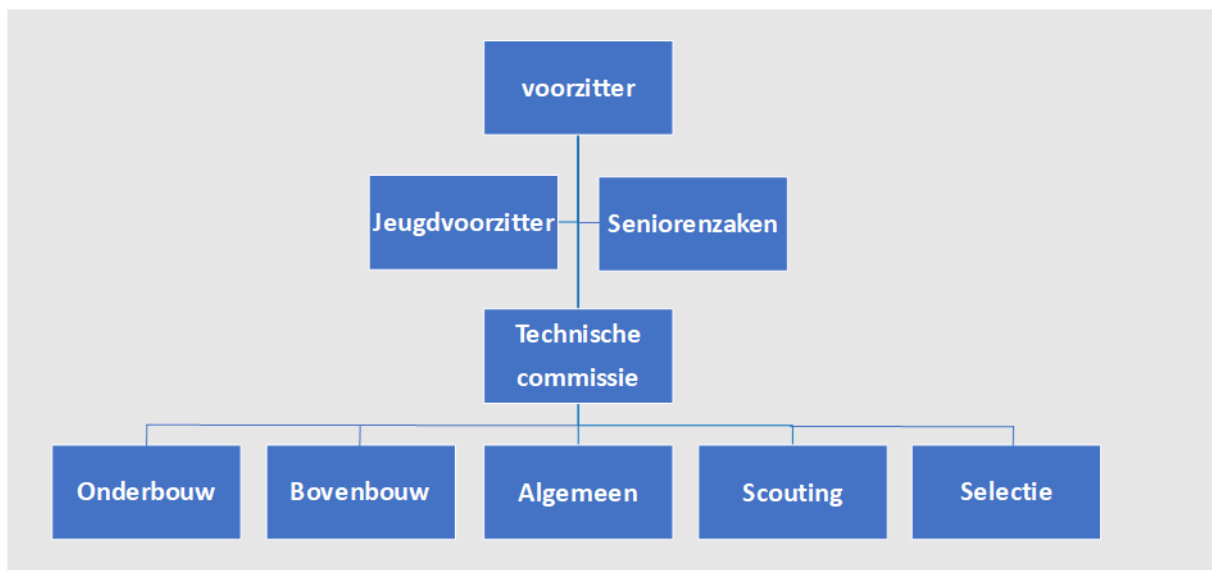 voorzitter
Jeugdvoorzitter
Seniorenzaken
Technische
commissie
Onderbouw
Bovenbouw
Algemeen
Scouting
Selectie